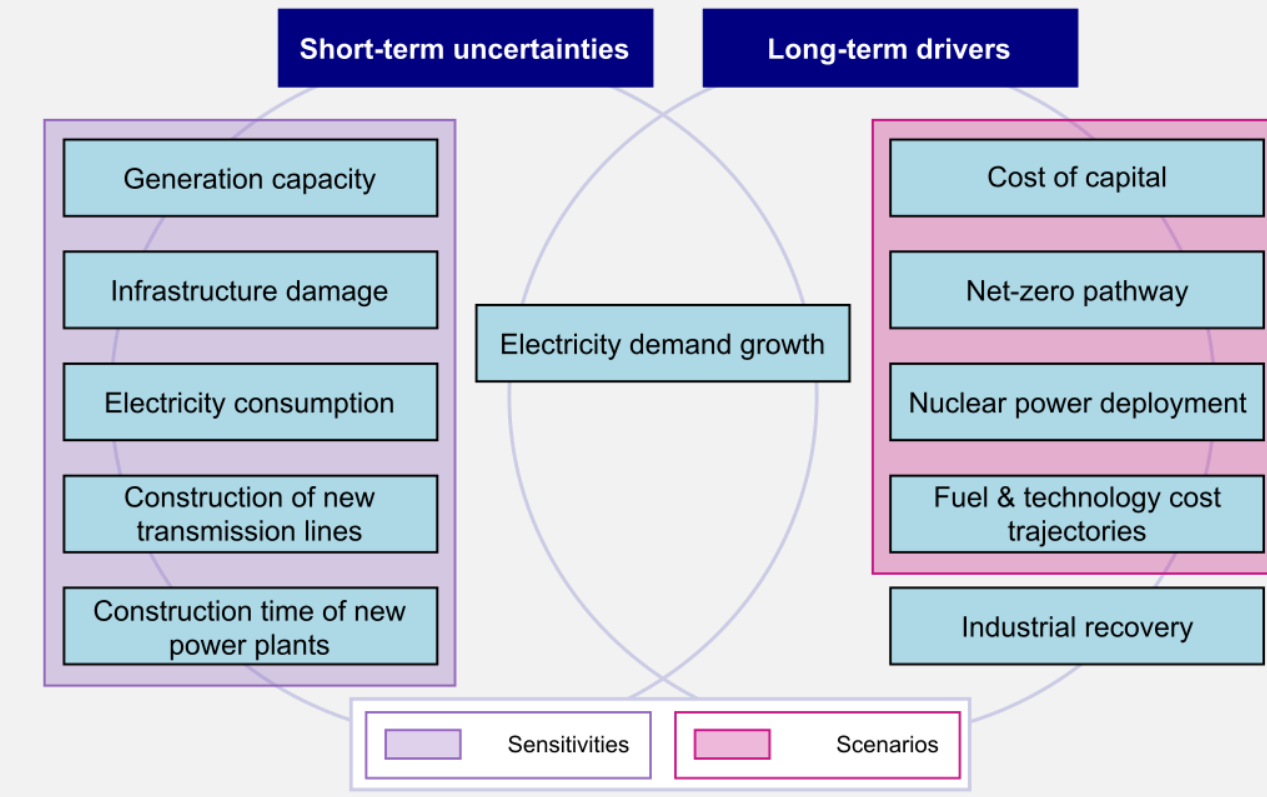 Short-term uncertainties
Long-term drivers
Generation capacity
Infrastructure damage
Electricity consumption
Construction of new
transmission lines
Construction time of new
power plants
Electricity demand growth
Cost of capital
Net-zero pathway
Nuclear power deployment
Fuel & technology cost
trajectories
Industrial recovery
Sensitivities
Scenarios